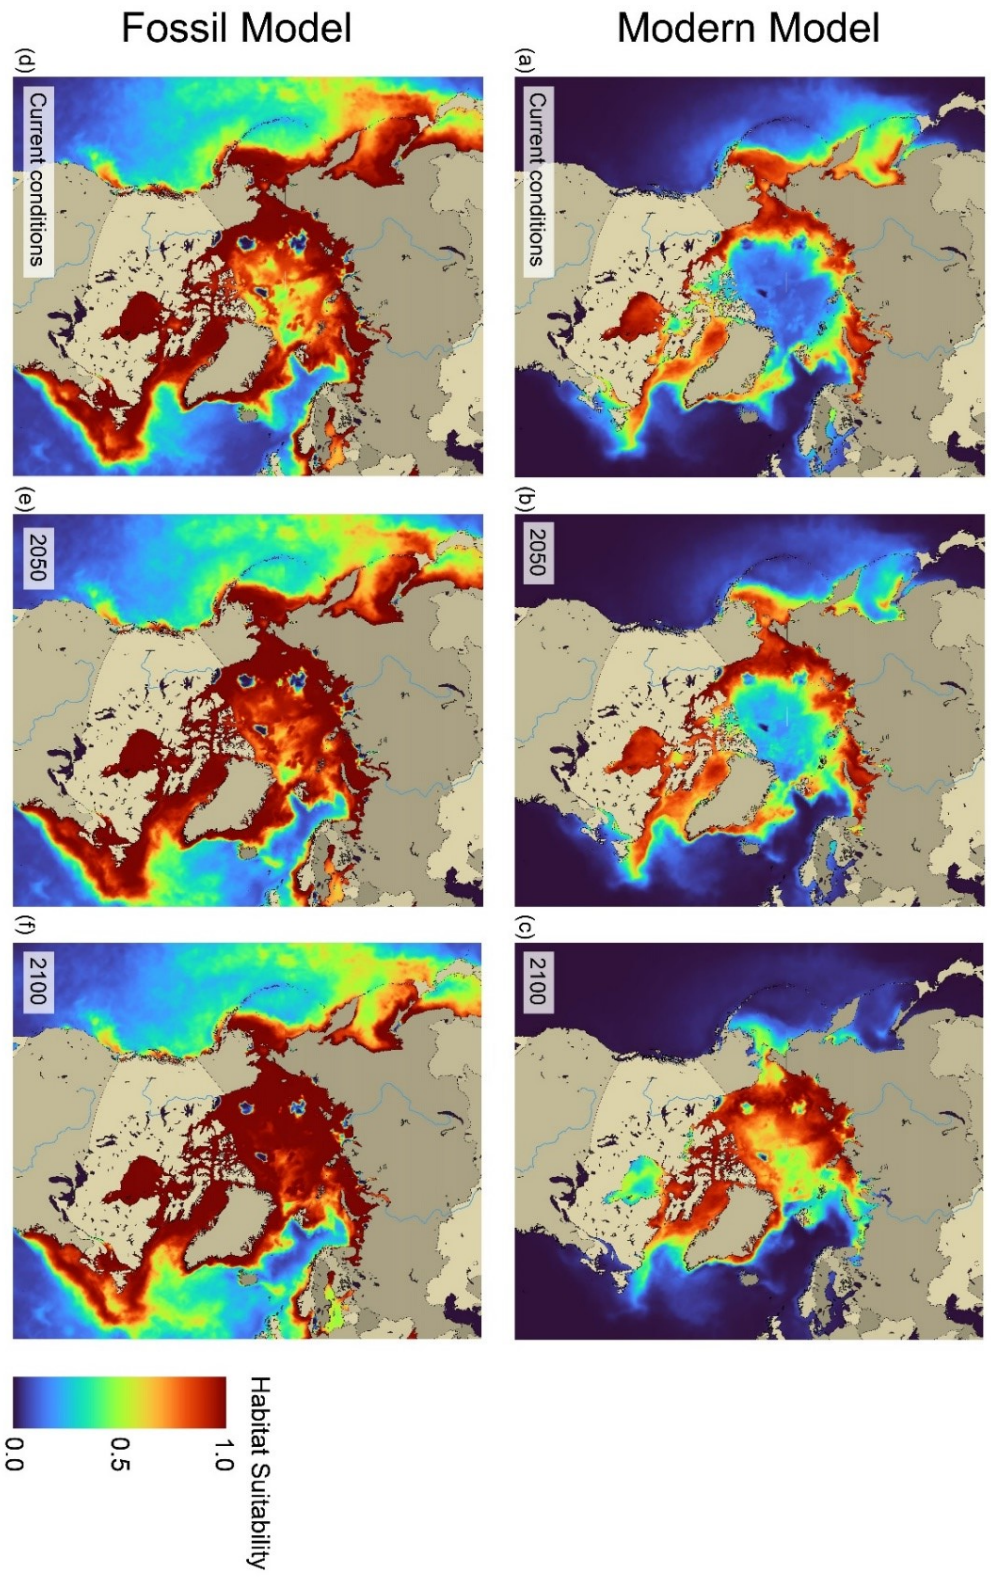 Fossil Model
Modern Model
(d)
Current conditions
(a)
Current conditions
(e)
2050
(b)
2050
(f)
2100
(c)
2100
Habitat Suitability
1.0
0.5
0.0